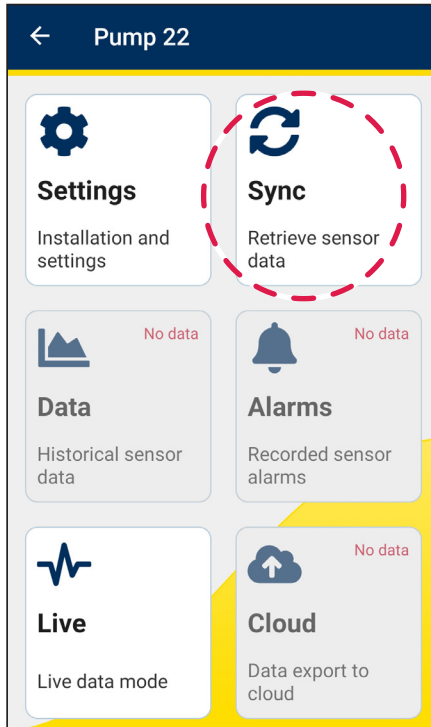 Pump 22
Settings
Installation and
settings
Sync
Retrieve sensor
data
No data
Data
Historical sensor
data
No data
Alarms
Recorded sensor
alarms
Live
Live data mode
No data
Cloud
Data export to
cloud